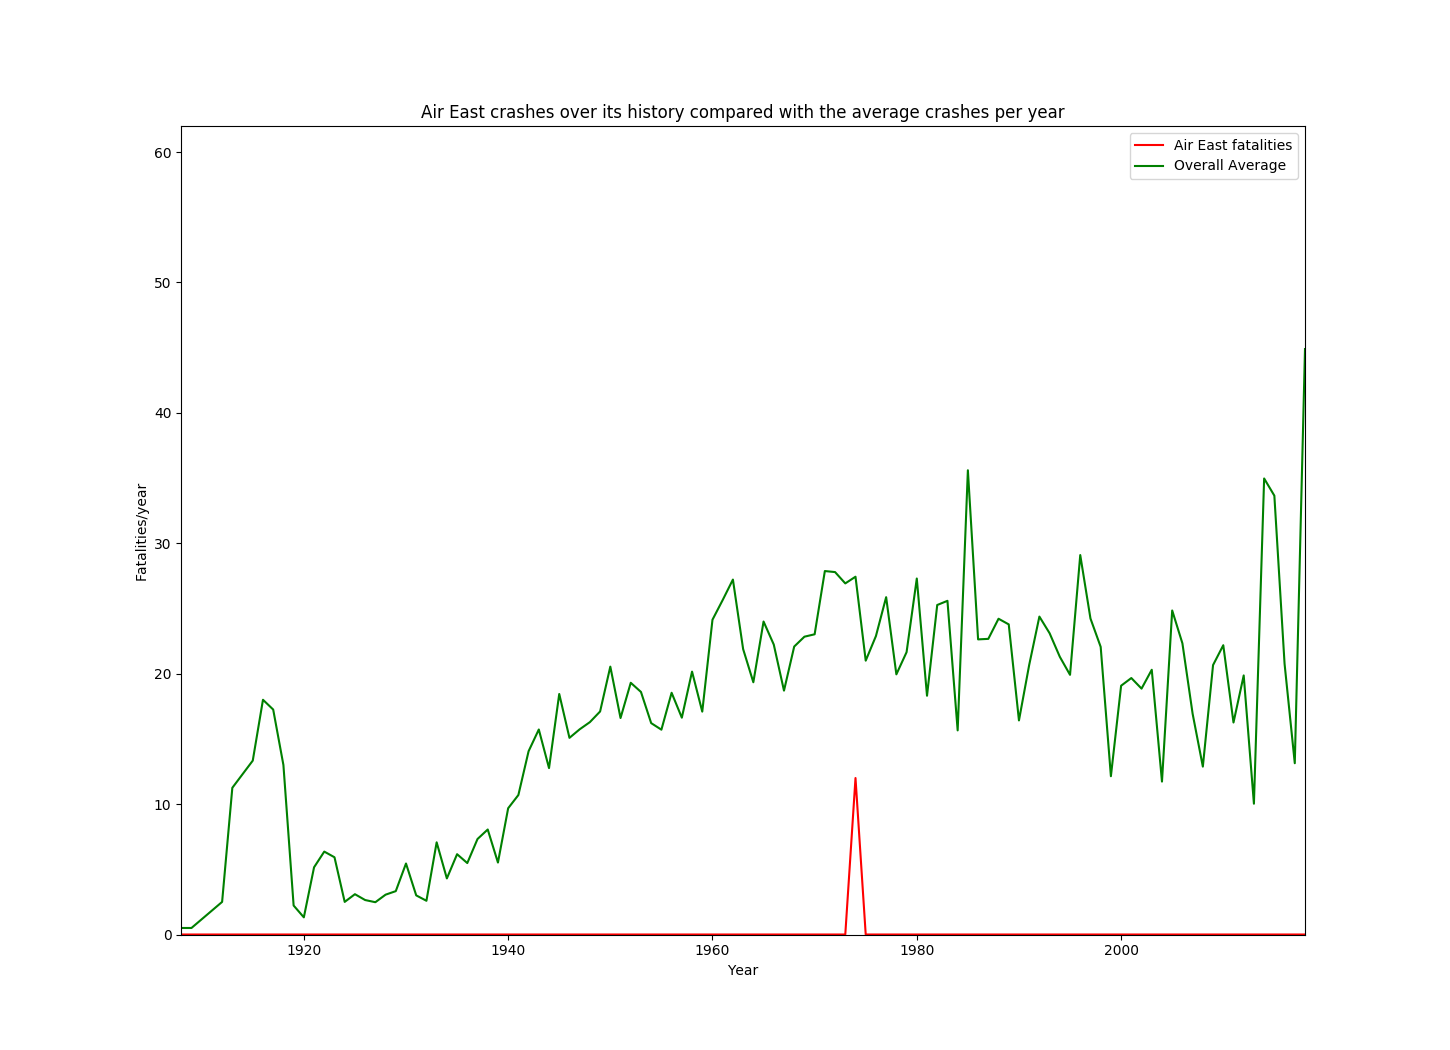 Air East crashes over its history compared with the average crashes per year
Air East fatalities
Overall Average
60
50
40
30
20
10
0
Fatalities/year
1920 1940 1960 1980 2000
Year